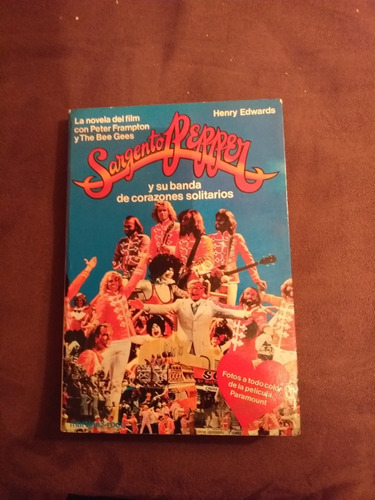 La novela del film
con Peter Frampton
y The Bee Gees
Henry Edwards
Sargento PEPPER
y su banda
de corazones solitarios
Fotos a todo color
de la película
Paramount